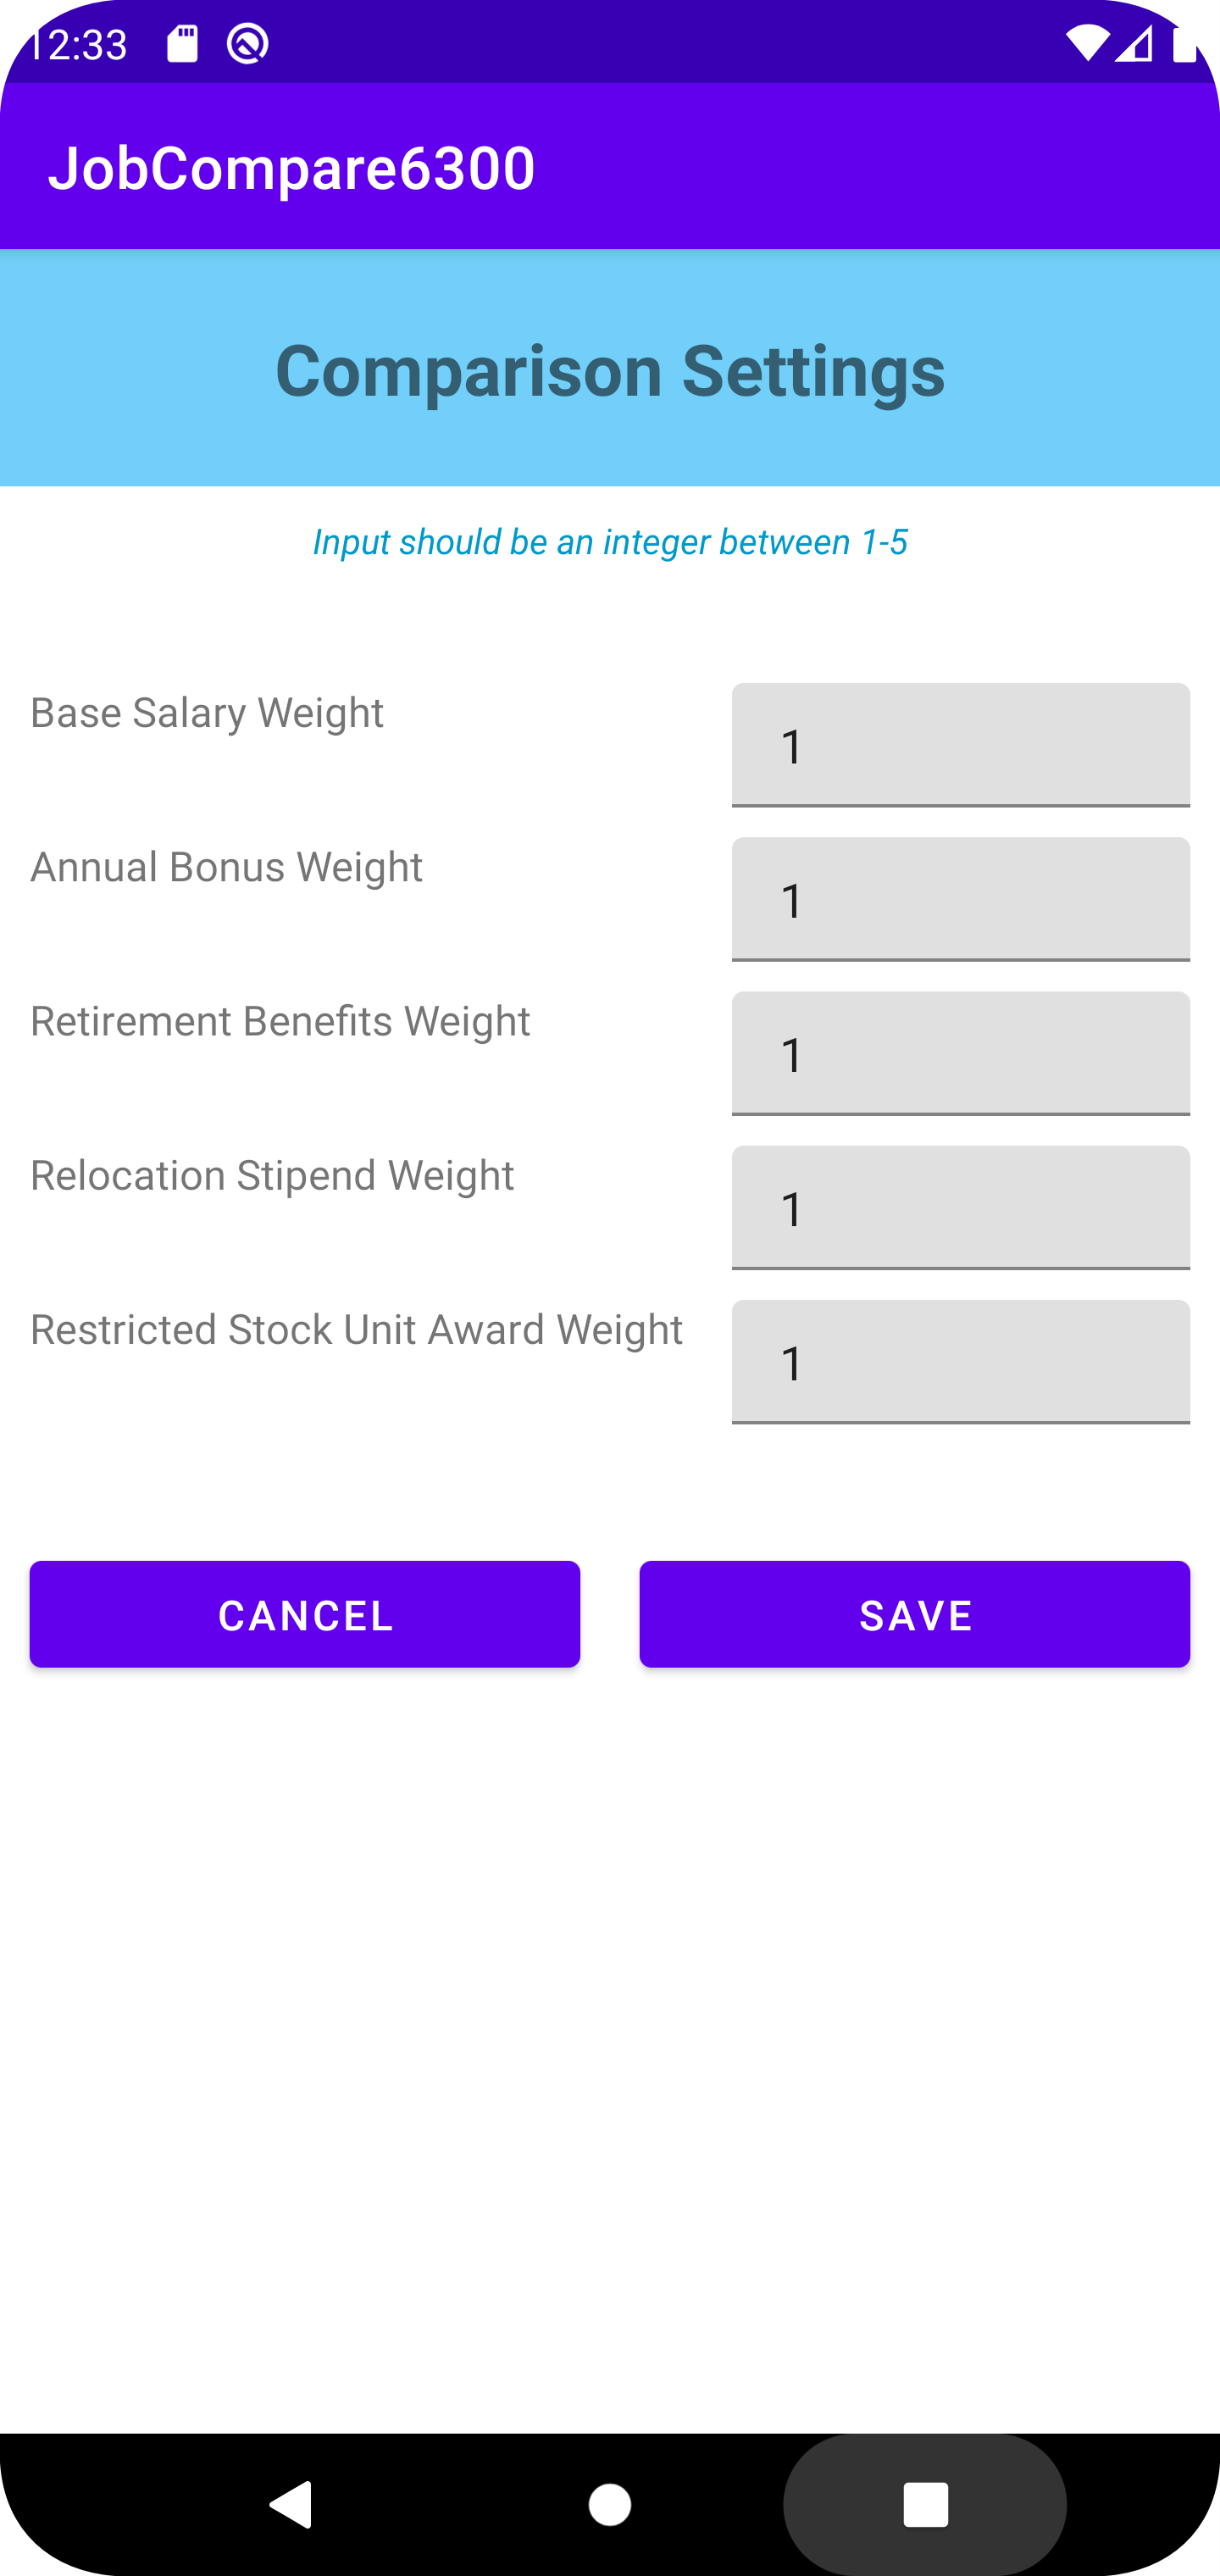 12:33
JobCompare6300
Comparison Settings
Input should be an integer between 1-5
Base Salary Weight
1
Annual Bonus Weight
1
Retirement Benefits Weight
1
Relocation Stipend Weight
1
Restricted Stock Unit Award Weight
1
CANCEL
SAVE